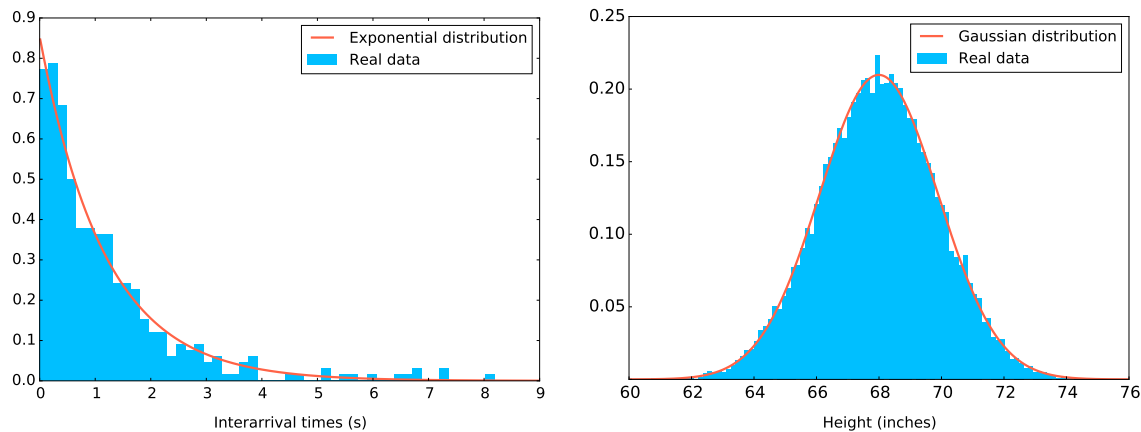 0.9
0.8
0.7
0.6
0.5
0.4
0.3
0.2
0.1
0.0
0 1 2 3 4 5 6 7 8 9
Interarrival times (s)
Exponential distribution
Real data
0.25
0.20
0.15
0.10
0.05
60 62 64 66 68 70 72 74 76
Height (inches)
Gaussian distribution
Real data